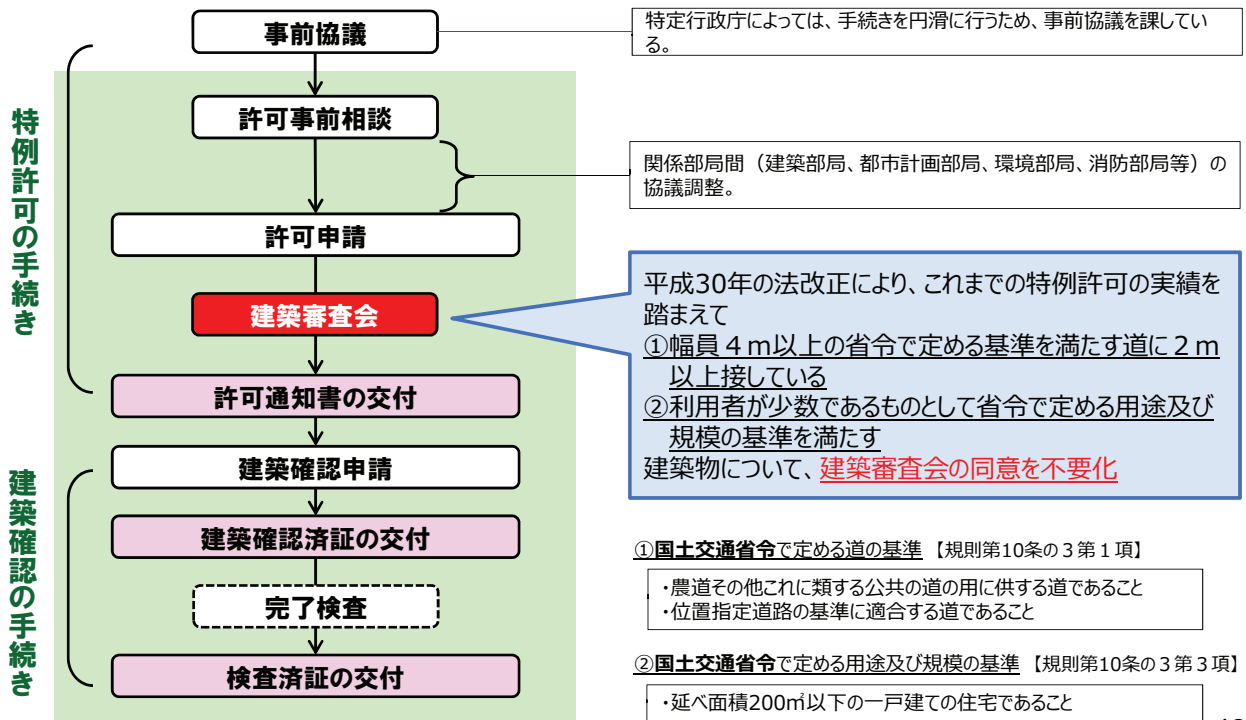 特例許可の手続き
事前協議
許可事前相談
許可申請
建築審査会
許可通知書の交付
建築確認の手続き
建築確認申請
建築確認済証の交付
完了検査
検査済証の交付
特定行政庁によっては、手続きを円滑に行うため、事前協議を課してい
る。
関係部局間（建築部局、都市計画部局、環境部局、消防部局等）の
協議調整。
平成30年の法改正により、これまでの特例許可の実績を
踏まえて
①幅員４ｍ以上の省令で定める基準を満たす道に２ｍ
以上接している
②利用者が少数であるものとして省令で定める用途及び
規模の基準を満たす
建築物について、建築審査会の同意を不要化
①国土交通省令で定める道の基準 【規則第10条の３第１項】
・農道その他これに類する公共の道の用に供する道であること
・位置指定道路の基準に適合する道であること
②国土交通省令で定める用途及び規模の基準 【規則第10条の３第３項】
・延べ面積200㎡以下の一戸建ての住宅であること